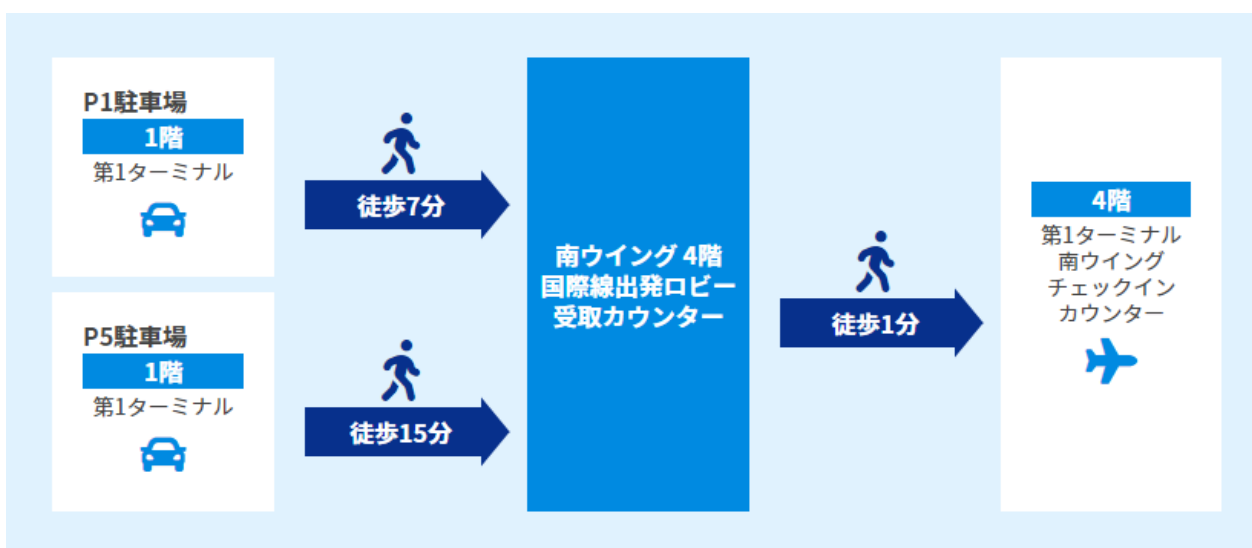 P1駐車場
1階
第1ターミナル
徒歩7分
P5駐車場
1階
第1ターミナル
徒歩15分
南ウイング 4階
国際線出発ロビー
受取カウンター
徒歩1分
4階
第1ターミナル
南ウイング
チェックイン
カウンター